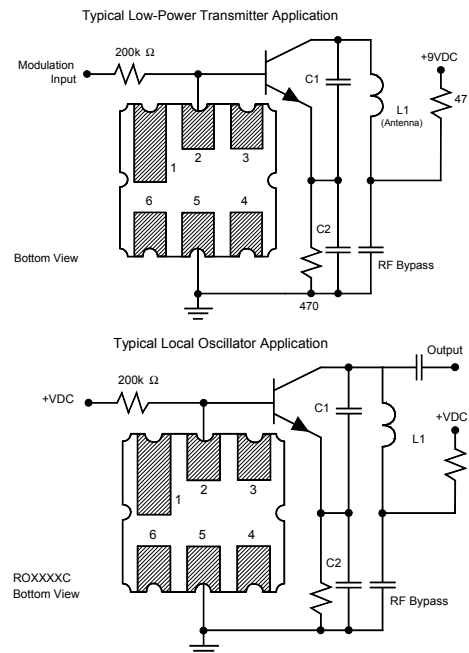 Typical Low-Power Transmitter Application
200k Ω
Modulation
Input
C1
+9VDC
47
L1
(Antenna)
1
2
3
6
5
4
C2
Bottom View
RF Bypass
470
Typical Local Oscillator Application
Output
200k Ω
+VDC
C1
+VDC
L1
1
2
3
6
5
4
C2
ROXXXXC
Bottom View
RF Bypass